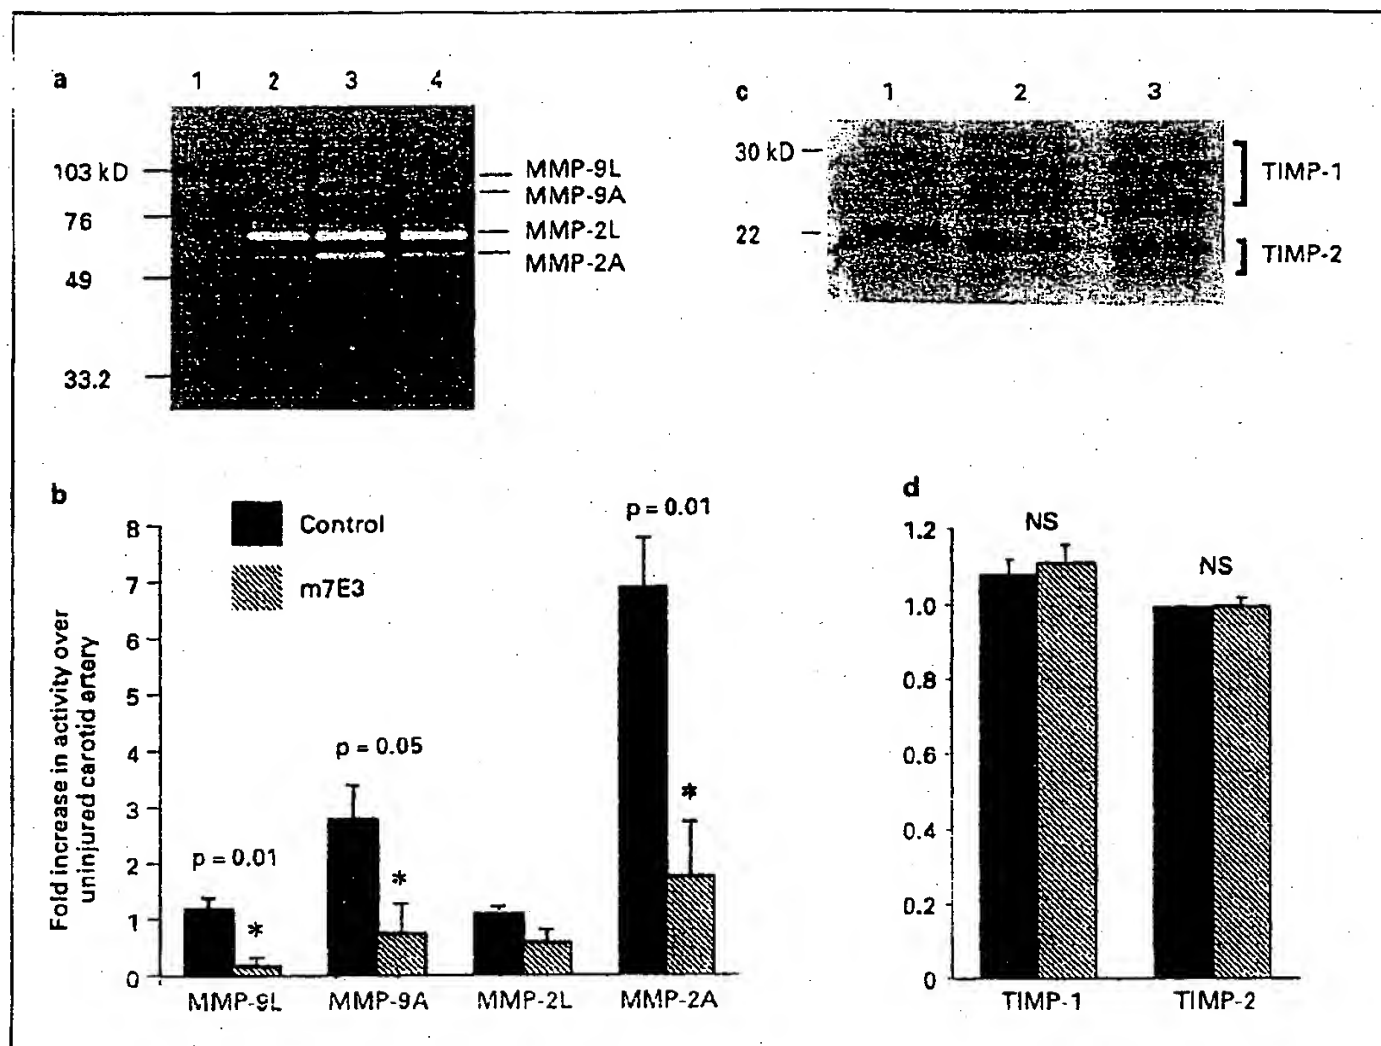 a
1 2 3 4
103 kD
76
49
33.2
MMP-9L
MMP-9A
MMP-2L
MMP-2A
c
1 2 3
30 kD
22
TIMP-1
TIMP-2
b
Control
m7E3
Fold increase in activity over
uninjured carotid artery
8
7
6
5
4
3
2
1
0
p = 0.01
*
p = 0.05
*
p = 0.01
*
MMP-9L MMP-9A MMP-2L MMP-2A
d
1.2
1.0
0.8
0.6
0.4
0.2
0
NS
NS
TIMP-1 TIMP-2